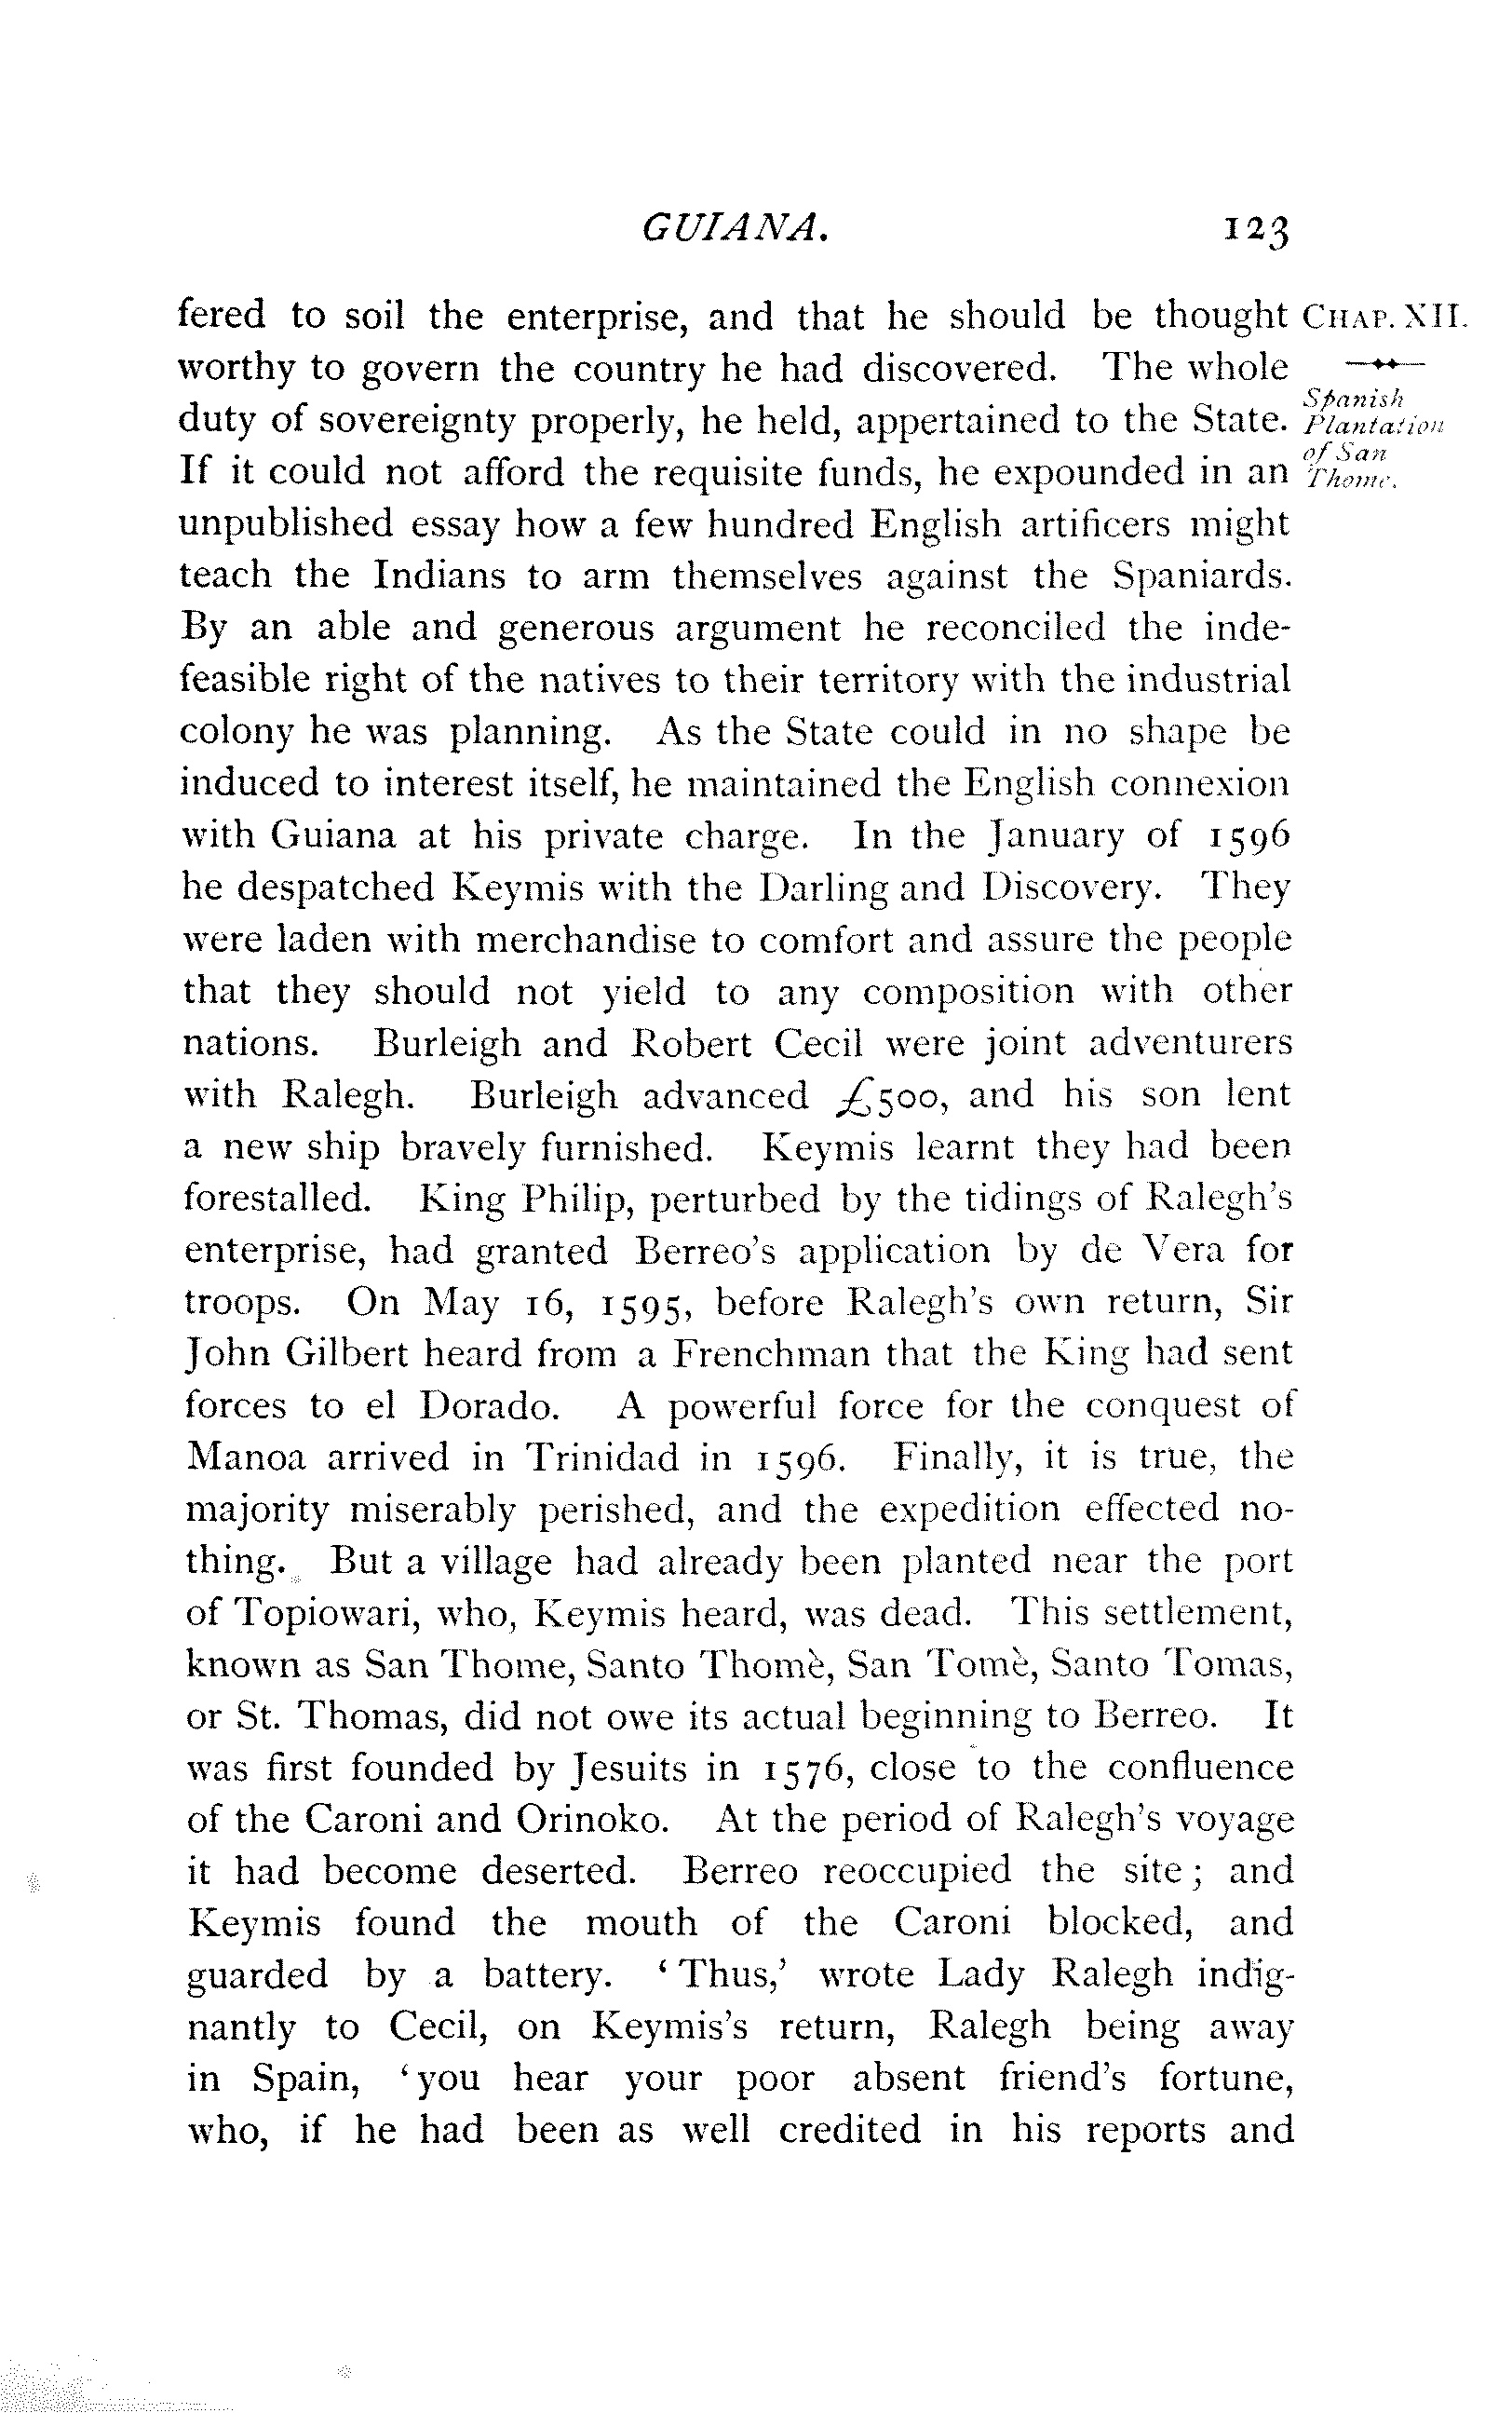 GUIANA. 123
fered to soil the enterprise, and that he should be thought
worthy to govern the country he had discovered. The whole
duty of sovereignty properly, he held, appertained to the State.
If it could not afford the requisite funds, he expounded in an
unpublished essay how a few hundred English artificers might
teach the Indians to arm themselves against the Spaniards.
By an able and generous argument he reconciled the inde-
feasible right of the natives to their territory with the industrial
colony he was planning. As the State could in no shape be
induced to interest itself, he maintained the English connexion
with Guiana at his private charge. In the January of 1596
he despatched Keymis with the Darling and Discovery. They
were laden with merchandise to comfort and assure the people
that they should not yield to any composition with other
nations. Burleigh and Robert Cecil were joint adventurers
with Ralegh. Burleigh advanced £500, and his son lent
a new ship bravely furnished. Keymis learnt they had been
forestalled. King Philip, perturbed by the tidings of Ralegh's
enterprise, had granted Berreo's application by de Vera for
troops. On May 16, 1595, before Ralegh's own return, Sir
John Gilbert heard from a Frenchman that the King had sent
forces to el Dorado. A powerful force for the conquest of
Manoa arrived in Trinidad in 1596. Finally, it is true, the
majority miserably perished, and the expedition effected no-
thing. But a village had already been planted near the port
of Topiowari, who, Keymis heard, was dead. This settlement,
known as San Thome, Santo Thomè, San Tomè, Santo Tomas,
or St. Thomas, did not owe its actual beginning to Berreo. It
was first founded by Jesuits in 1576, close to the confluence
of the Caroni and Orinoko. At the period of Ralegh's voyage
it had become deserted. Berreo reoccupied the site; and
Keymis found the mouth of the Caroni blocked, and
guarded by a battery. 'Thus,' wrote Lady Ralegh indig-
nantly to Cecil, on Keymis's return, Ralegh being away
in Spain, 'you hear your poor absent friend's fortune,
who, if he had been as well credited in his reports and
CHAP. XII.
Spanish
Plantation
of San
Thome.